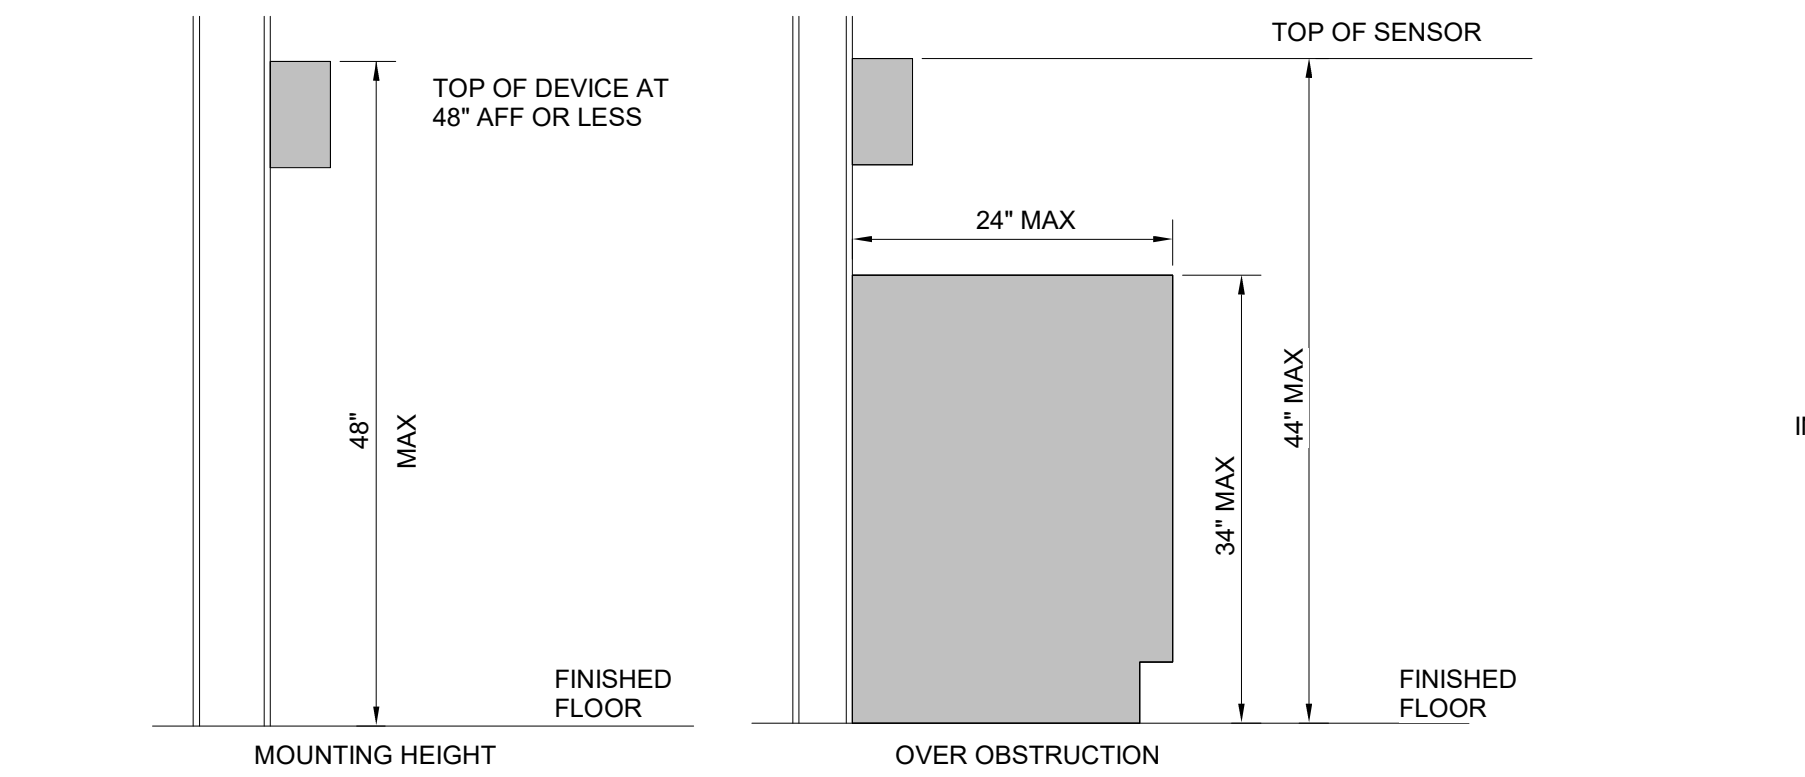 TOP OF SENSOR
TOP OF DEVICE AT
48" AFF OR LESS
24" MAX
48"
MAX
44" MAX
34" MAX
FINISHED
FLOOR
FINISHED
FLOOR
MOUNTING HEIGHT
OVER OBSTRUCTION